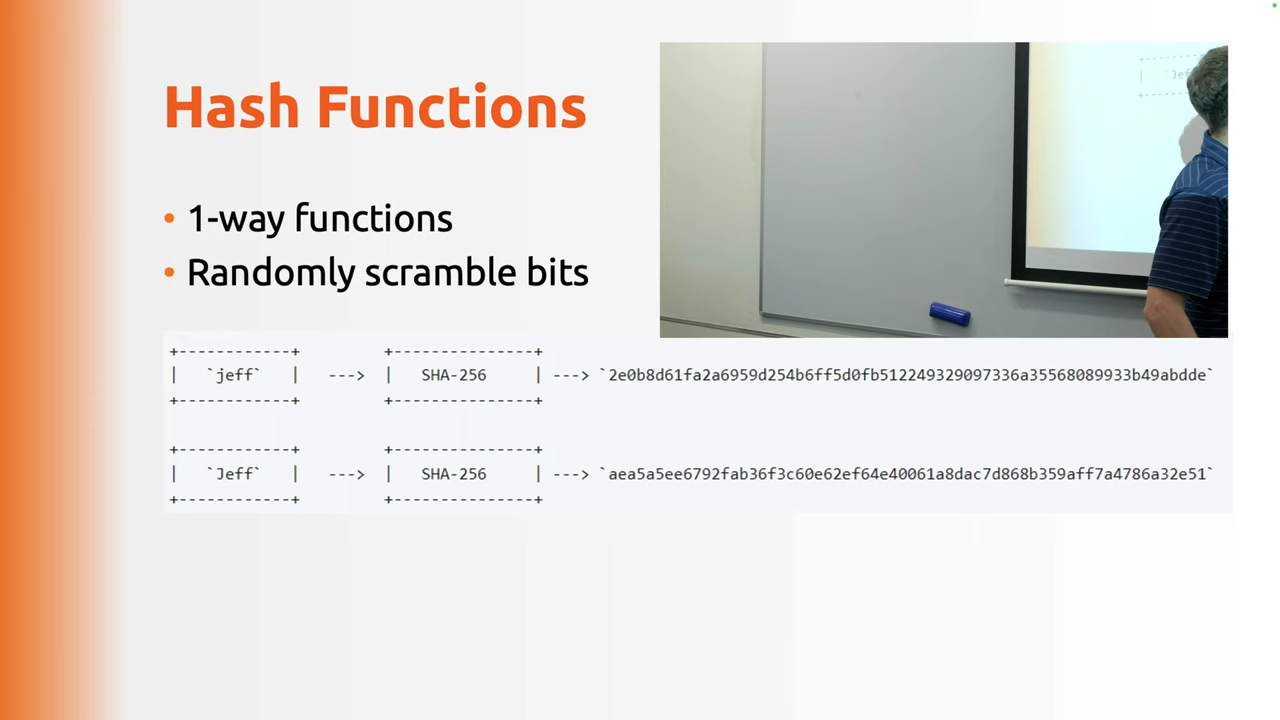 Hash Functions
• 1-way functions
• Randomly scramble bits
+------------+ +---------------+
| `jeff` | ---> | SHA-256 | ---> `2e0b8d61fa2a6959d254b6ff5d0fb512249329097336a35568089933b49abdde`
+------------+ +---------------+
+------------+ +---------------+
| `Jeff` | ---> | SHA-256 | ---> `aea5a5ee6792fab36f3c60e62ef64e40061a8dac7d868b359aff7a4786a32e51`
+------------+ +---------------+